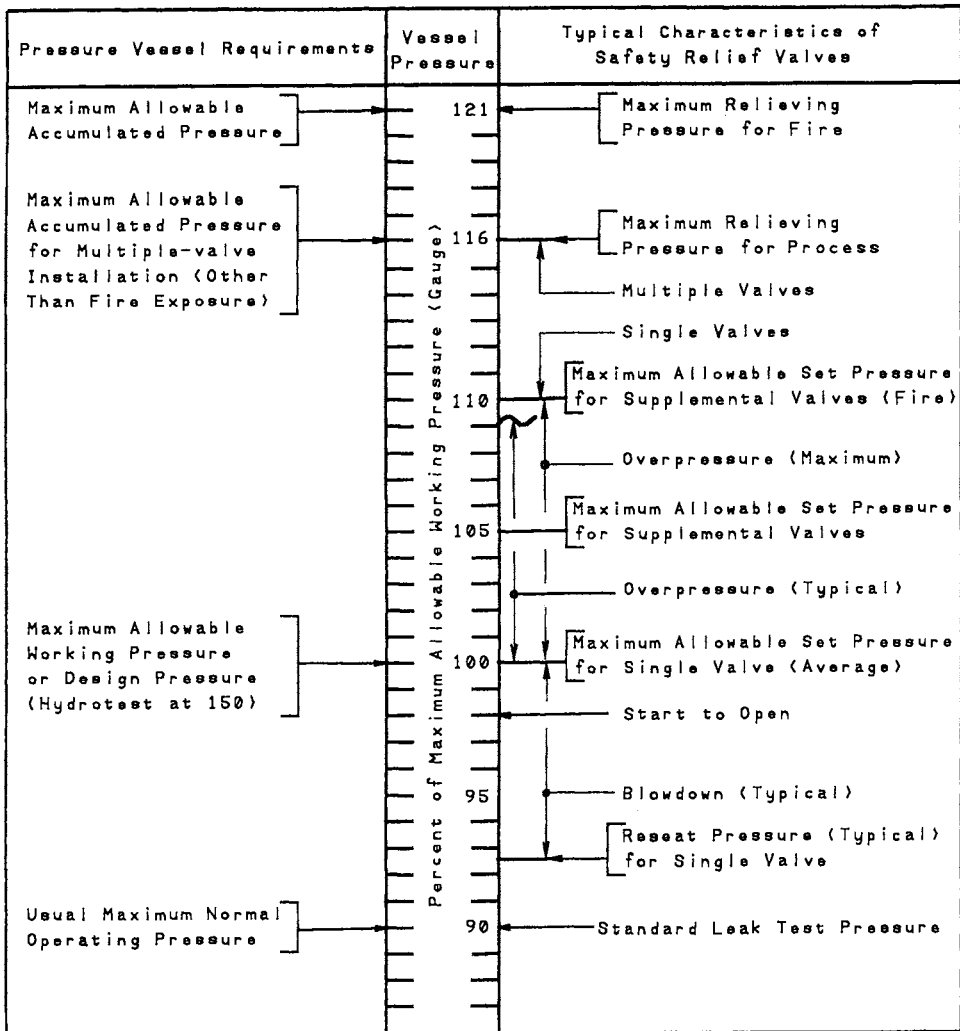 Pressure Vessel Requirements
Vessel
Pressure
Typical Characteristics of
Safety Relief Valves
Maximum Allowable
Accumulated Pressure
121
Maximum Relieving
Pressure for Fire
Maximum Allowable
Accumulated Pressure
for Multiple-valve
Installation (Other
Than Fire Exposure)
116
Maximum Relieving
Pressure for Process
Multiple Valves
Single Valves
110
Maximum Allowable Set Pressure
for Supplemental Valves (Fire)
Overpressure (Maximum)
105
Maximum Allowable Set Pressure
for Supplemental Valves
Overpressure (Typical)
Maximum Allowable
Working Pressure
or Design Pressure
(Hydrotest at 150)
100
Maximum Allowable Set Pressure
for Single Valve (Average)
Start to Open
95
Blowdown (Typical)
Reseat Pressure (Typical)
for Single Valve
Usual Maximum Normal
Operating Pressure
90
Standard Leak Test Pressure
Percent of Maximum Allowable Working Pressure (Gauge)